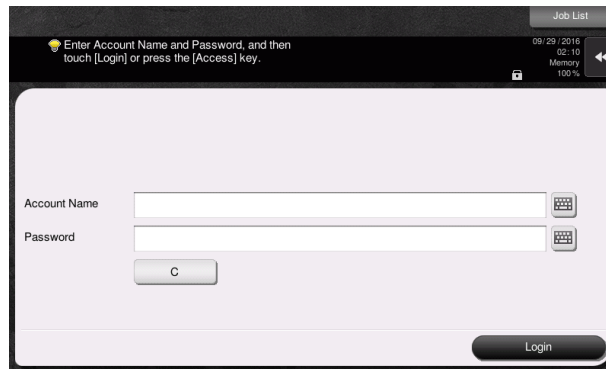 Job List
Enter Account Name and Password, and then
touch [Login] or press the [Access] key.
09/29/2016
02:10
Memory
100 %
Account Name
Password
C
Login